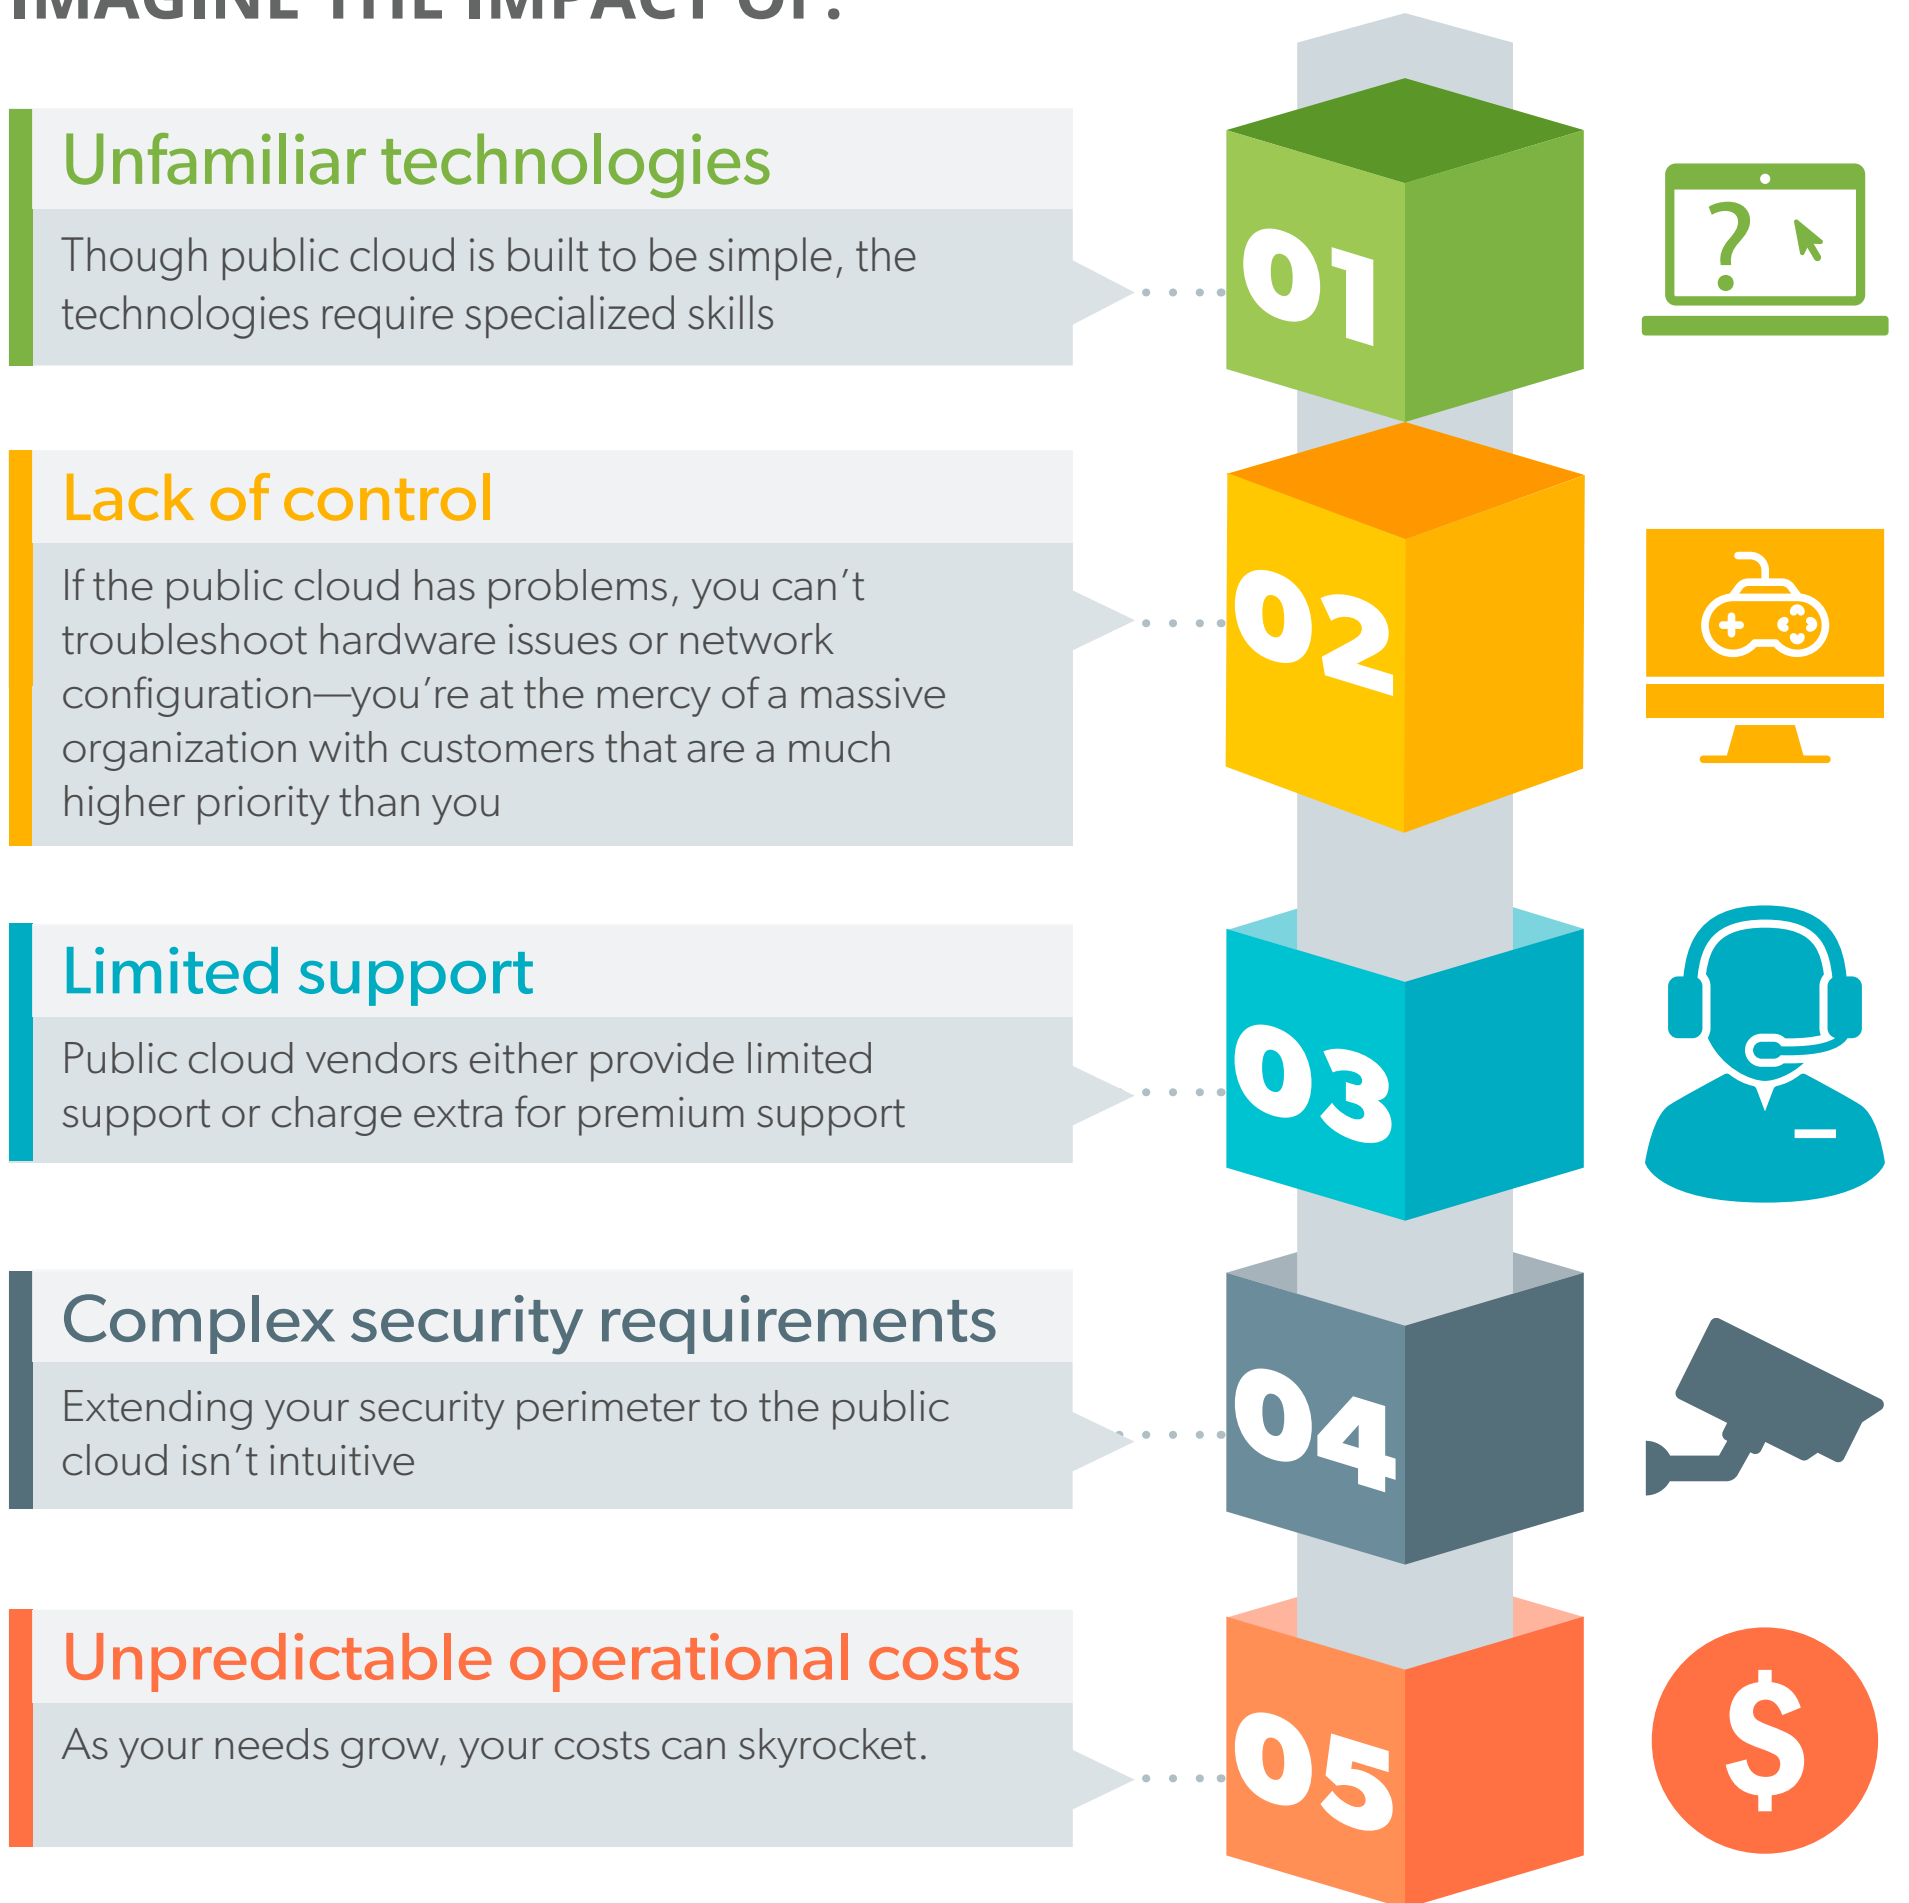 IMAGINE THE IMPACT OF:
Unfamiliar technologies
Though public cloud is built to be simple, the
technologies require specialized skills
01
?
Lack of control
If the public cloud has problems, you can’t
troubleshoot hardware issues or network
configuration—you’re at the mercy of a massive
organization with customers that are a much
higher priority than you
02
Limited support
Public cloud vendors either provide limited
support or charge extra for premium support
03
Complex security requirements
Extending your security perimeter to the public
cloud isn’t intuitive
04
Unpredictable operational costs
As your needs grow, your costs can skyrocket.
05
$